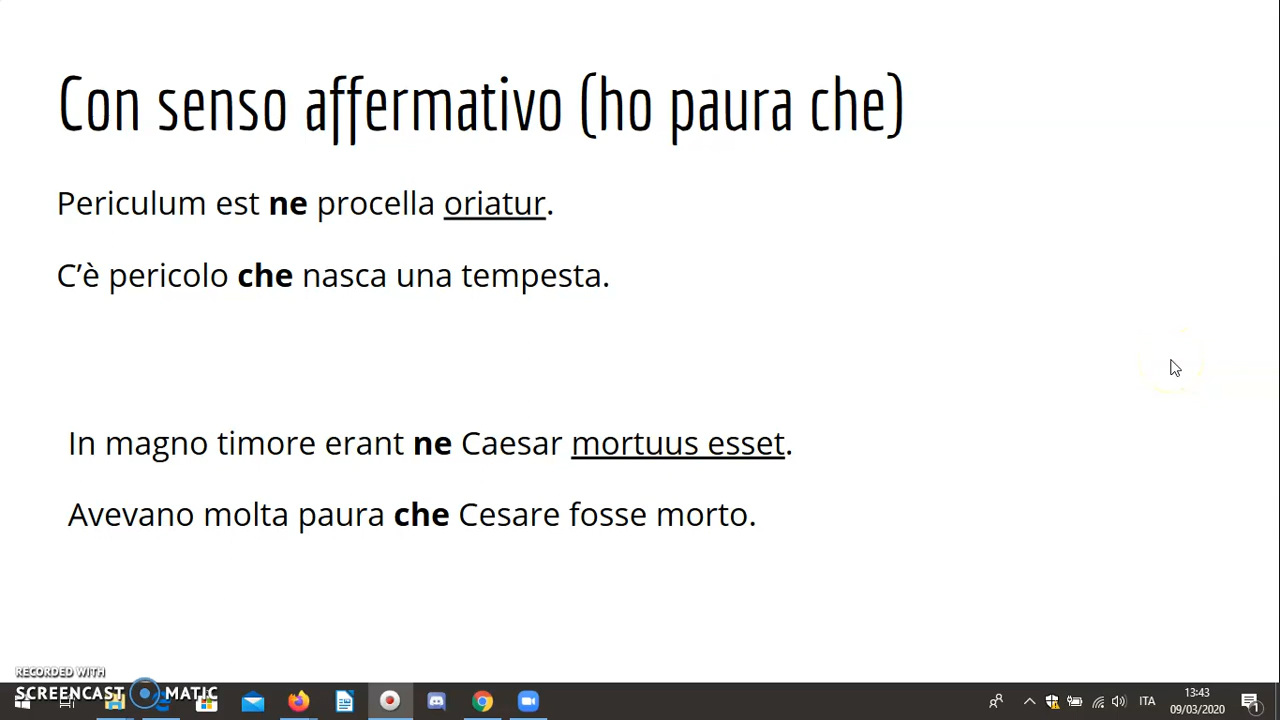 Con senso affermativo (ho paura che)
Periculum est ne procella oriatur.
C’è pericolo che nasca una tempesta.
In magno timore erant ne Caesar mortuus esset.
Avevano molta paura che Cesare fosse morto.
RECORDED WITH
SCREENCAST MATIC
ITA
13:43
09/03/2020
1